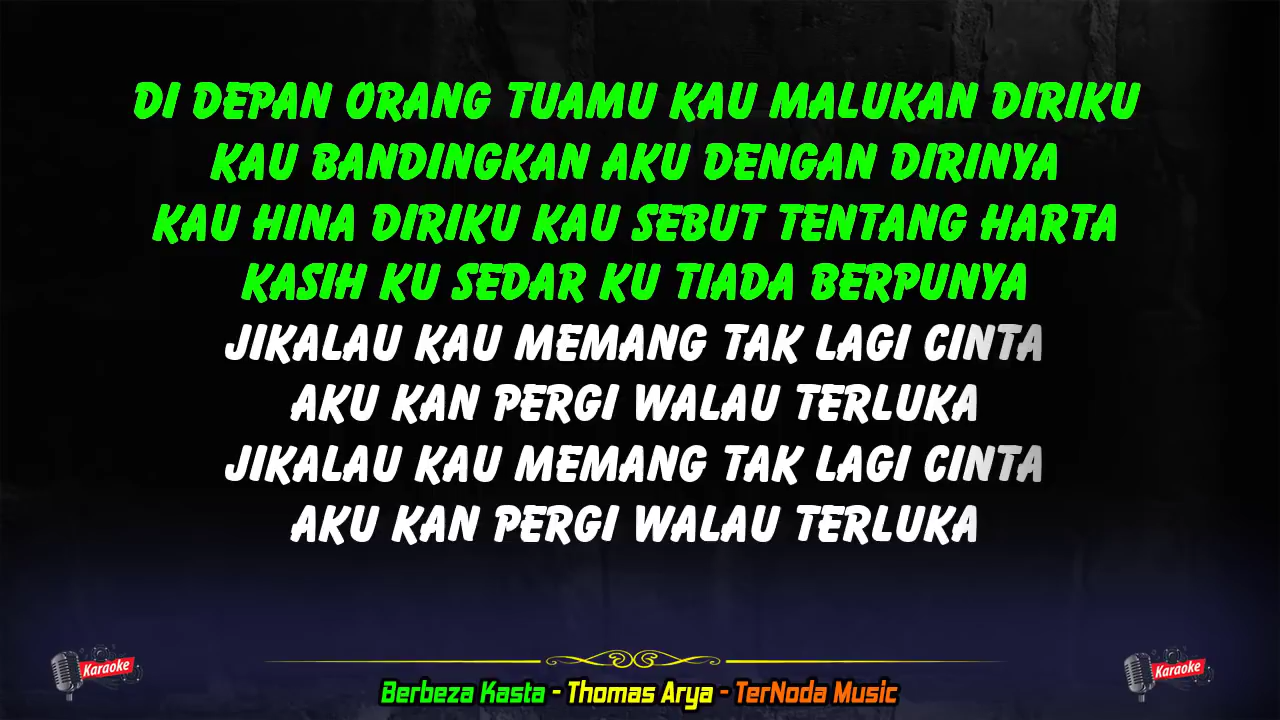 DI DEPAN ORANG TUAMU KAU MALUKAN DIRIKU
KAU BANDINGKAN AKU DENGAN DIRINYA
KAU HINA DIRIKU KAU SEBUT TENTANG HARTA
KASIH KU SEDAR KU TIADA BERPUNYA
JIKALAU KAU MEMANG TAK LAGI CINTA
AKU KAN PERGI WALAU TERLUKA
JIKALAU KAU MEMANG TAK LAGI CINTA
AKU KAN PERGI WALAU TERLUKA
Karaoke
Karaoke
Berbeza Kasta - Thomas Arya - TerNoda Music